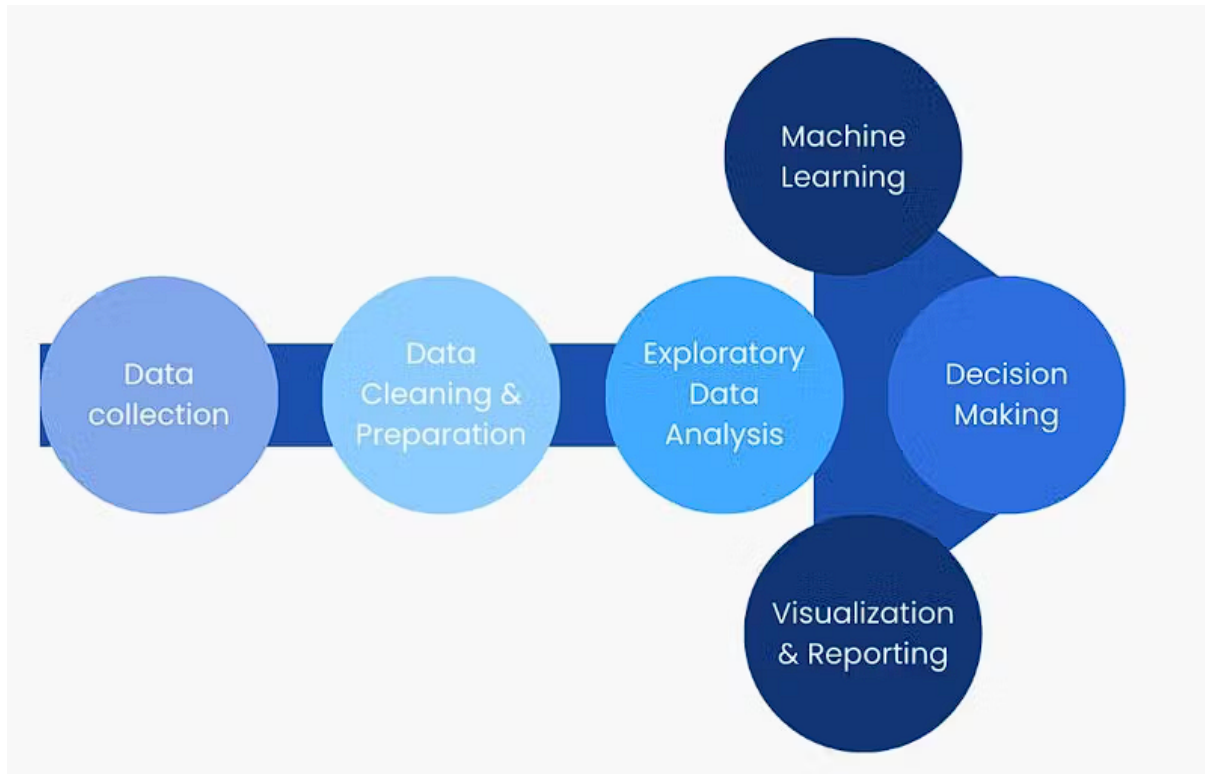 Machine
Learning
Data
collection
Data
Cleaning &
Preparation
Exploratory
Data
Analysis
Decision
Making
Visualization
& Reporting